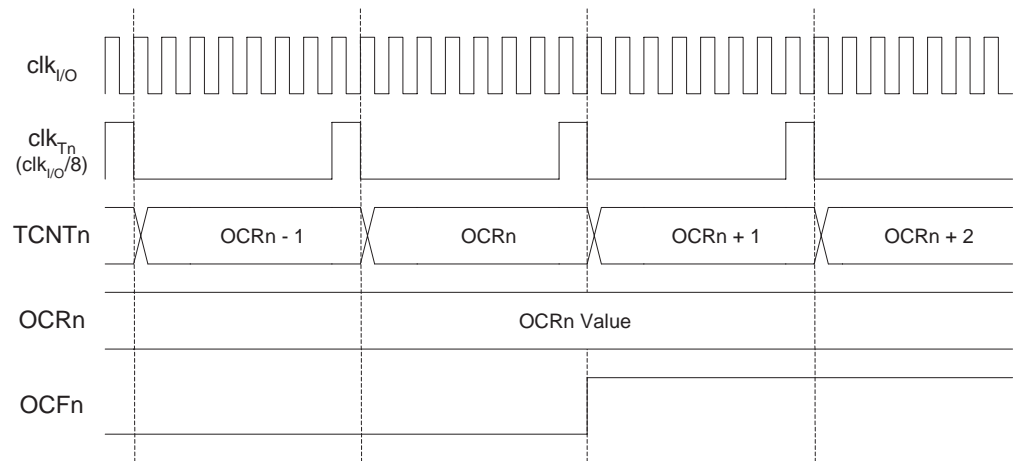 clkI/O
clkTn
(clkI/O/8)
TCNTn
OCRn - 1
OCRn
OCRn + 1
OCRn + 2
OCRn
OCRn Value
OCFn